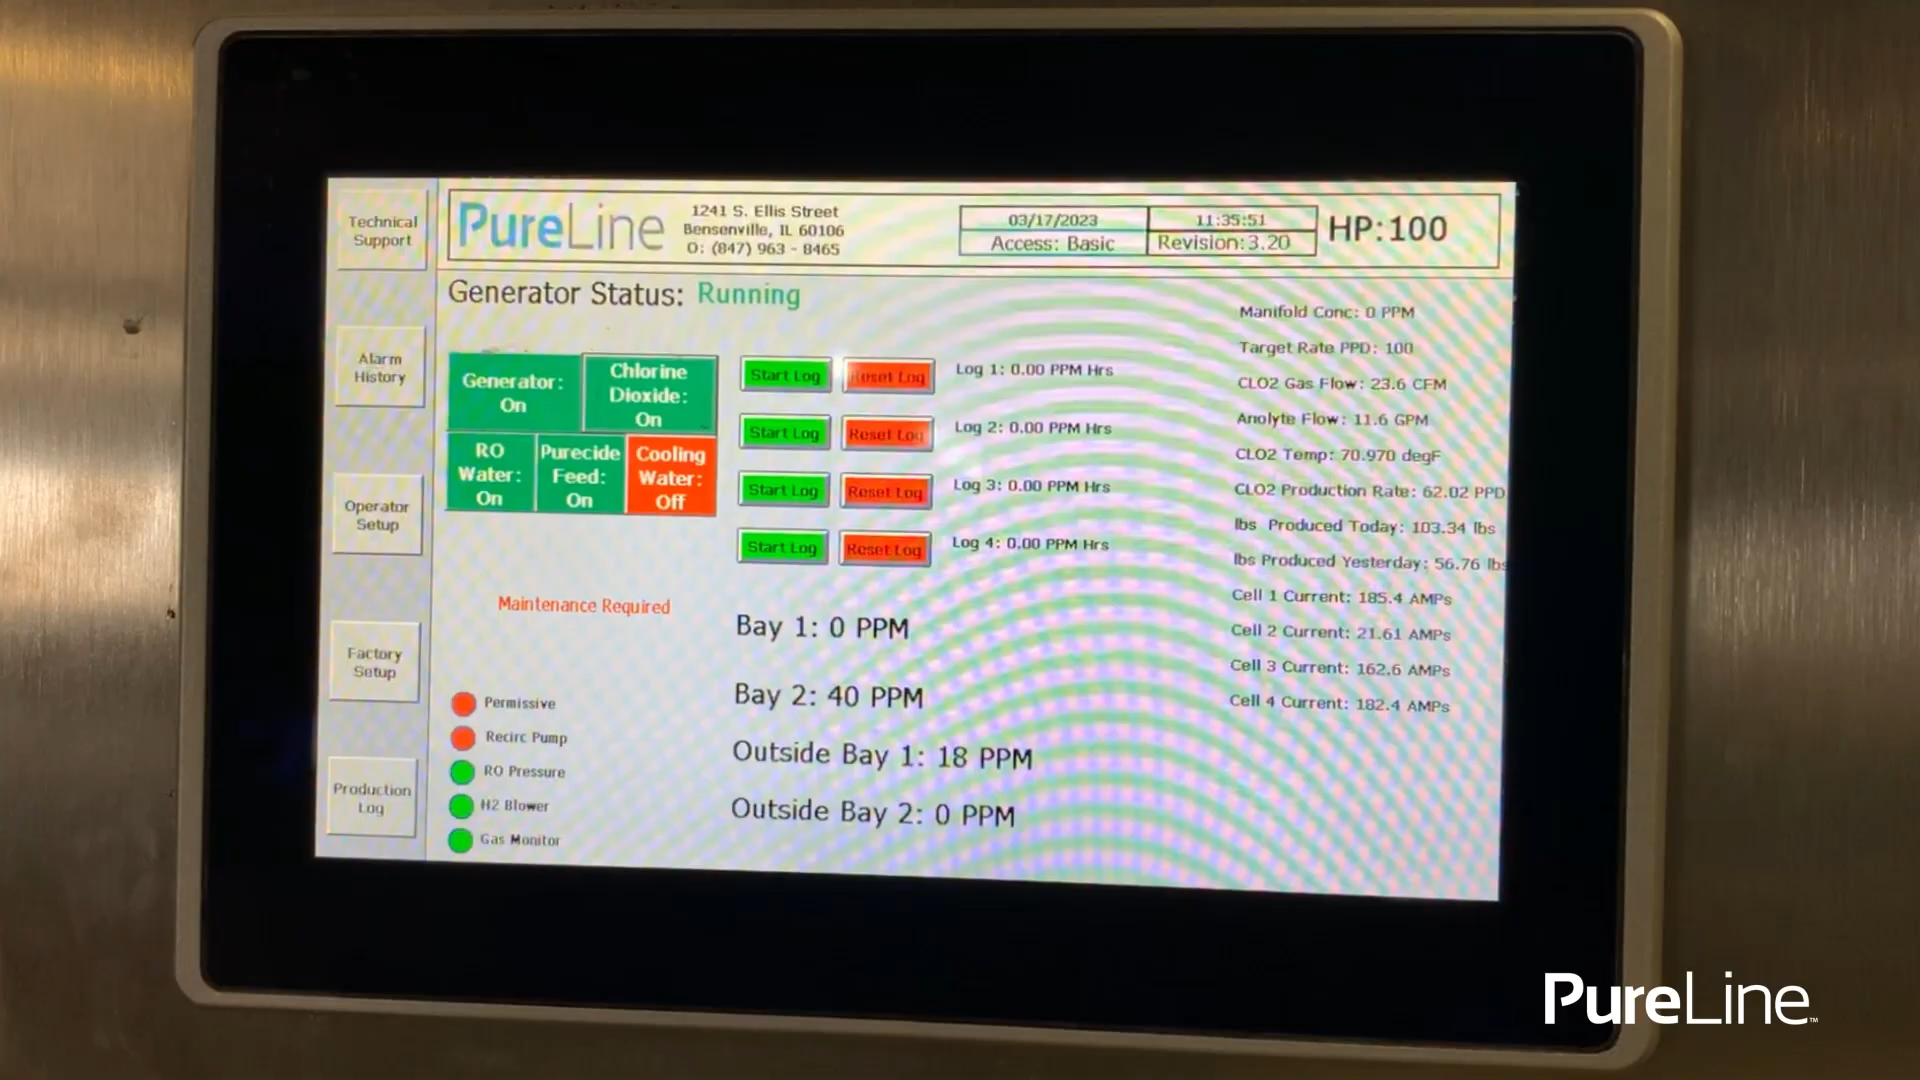 Technical
Support
Alarm
History
Operator
Setup
Factory
Setup
Production
Log
PureLine
1241 S. Ellis Street
Bensenville, IL 60106
O: (847) 963 - 8465
03/17/2023
11:35:51
Access: Basic
Revision:3.20
HP:100
Generator Status: Running
Generator:
On
Chlorine
Dioxide:
On
RO
Water:
On
Purecide
Feed:
On
Cooling
Water:
Off
Start Log
Reset Log
Log 1: 0.00 PPM Hrs
Start Log
Reset Log
Log 2: 0.00 PPM Hrs
Start Log
Reset Log
Log 3: 0.00 PPM Hrs
Start Log
Reset Log
Log 4: 0.00 PPM Hrs
Maintenance Required
Permissive
Recirc Pump
RO Pressure
H2 Blower
Gas Monitor
Bay 1: 0 PPM
Bay 2: 40 PPM
Outside Bay 1: 18 PPM
Outside Bay 2: 0 PPM
Manifold Conc: 0 PPM
Target Rate PPD: 100
CLO2 Gas Flow: 23.6 CFM
Anolyte Flow: 11.6 GPM
CLO2 Temp: 70.970 degF
CLO2 Production Rate: 62.02 PPD
lbs Produced Today: 103.34 lbs
lbs Produced Yesterday: 56.76 lbs
Cell 1 Current: 185.4 AMPs
Cell 2 Current: 21.61 AMPs
Cell 3 Current: 162.6 AMPs
Cell 4 Current: 182.4 AMPs
PureLine™